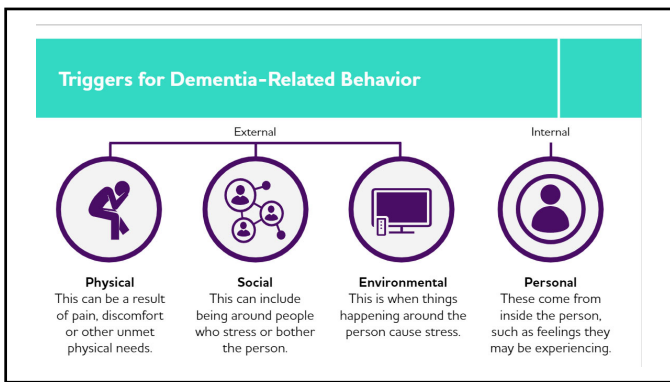 Triggers for Dementia-Related Behavior
External
Internal
Physical
This can be a result
of pain, discomfort
or other unmet
physical needs.
Social
This can include
being around people
who stress or bother
the person.
Environmental
This is when things
happening around the
person cause stress.
Personal
These come from
inside the person,
such as feelings they
may be experiencing.